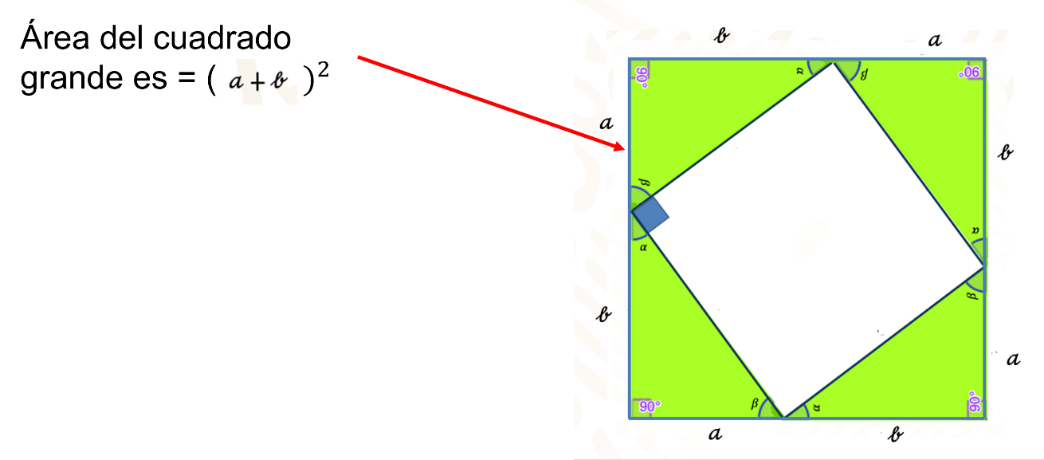 Área del cuadrado
grande es = ( a + b )²
b
a
90°
α
β
90°
a
b
β
α
α
β
b
a
90°
β
α
90°
a
b